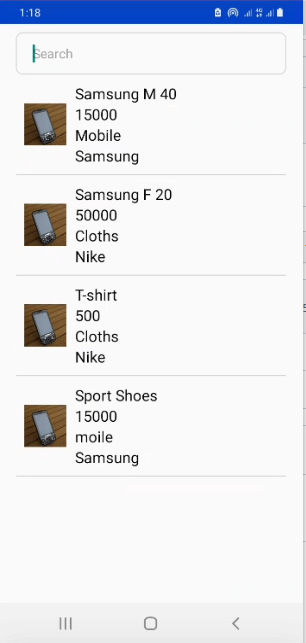 1:18
Search
Samsung M 40
15000
Mobile
Samsung
Samsung F 20
50000
Cloths
Nike
T-shirt
500
Cloths
Nike
Sport Shoes
15000
moile
Samsung